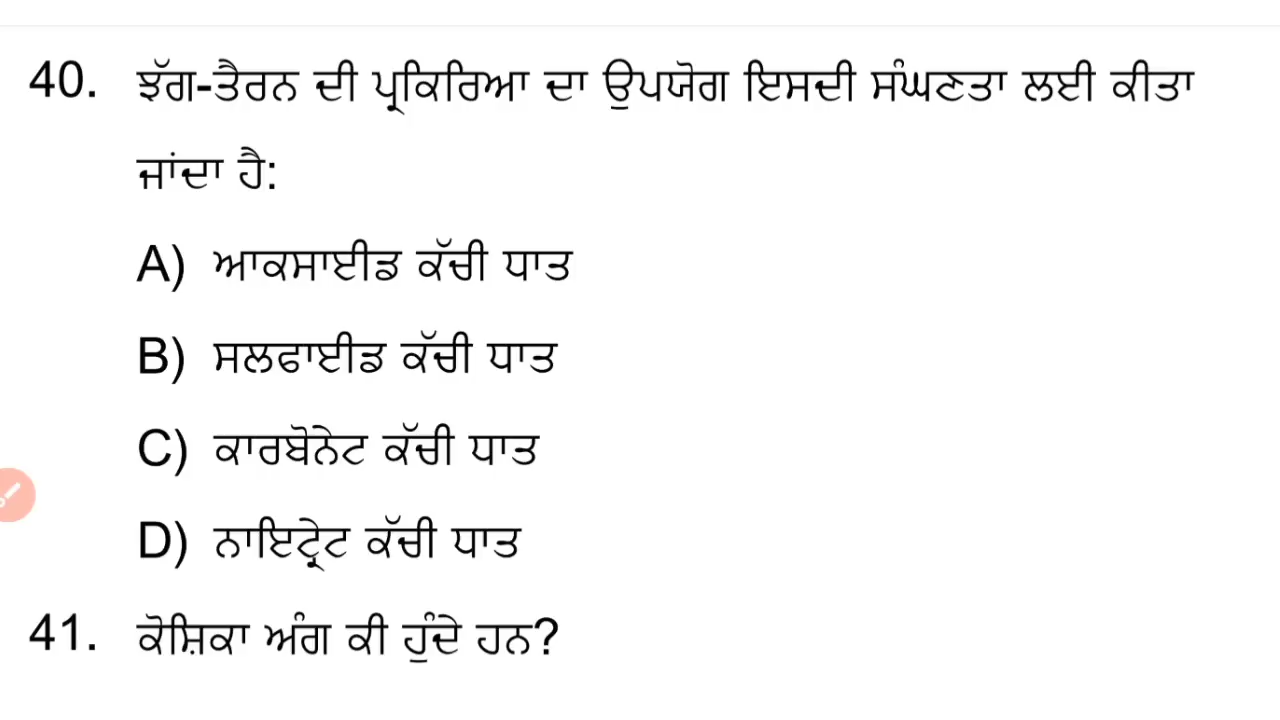 40. ਝੱਗ-ਤੈਰਨ ਦੀ ਪ੍ਰਕਿਰਿਆ ਦਾ ਉਪਯੋਗ ਇਸਦੀ ਸੰਘਣਤਾ ਲਈ ਕੀਤਾ
ਜਾਂਦਾ ਹੈ:
A) ਆਕਸਾਈਡ ਕੱਚੀ ਧਾਤ
B) ਸਲਫਾਈਡ ਕੱਚੀ ਧਾਤ
C) ਕਾਰਬੋਨੇਟ ਕੱਚੀ ਧਾਤ
D) ਨਾਇਟ੍ਰੇਟ ਕੱਚੀ ਧਾਤ
41. ਕੋਸ਼ਿਕਾ ਅੰਗ ਕੀ ਹੁੰਦੇ ਹਨ?